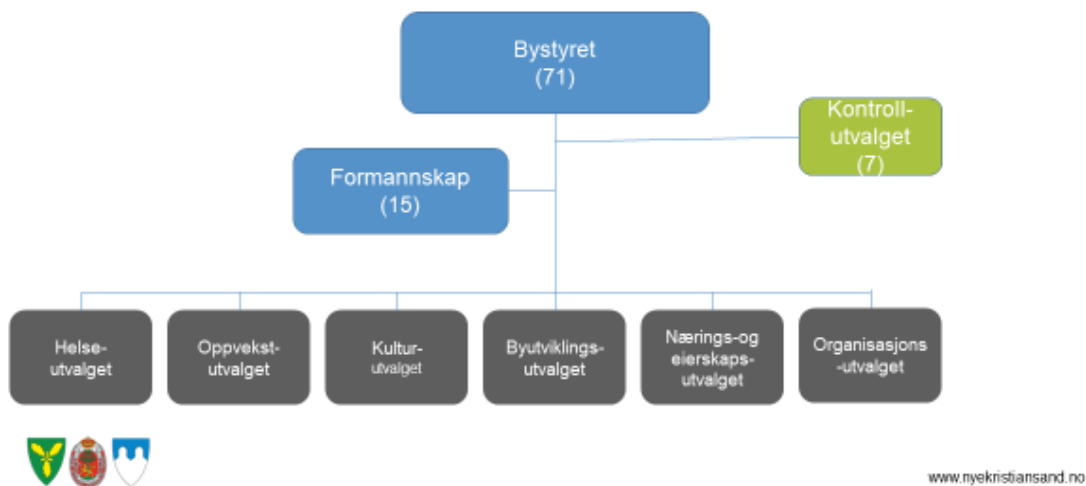 Bystyret
(71)
Kontroll-
utvalget
(7)
Formannskap
(15)
Helse-
utvalget
Oppvekst-
utvalget
Kultur-
utvalget
Byutviklings-
utvalget
Nærings-og
eierskaps-
utvalget
Organisasjons
-utvalget
www.nyekristiansand.no